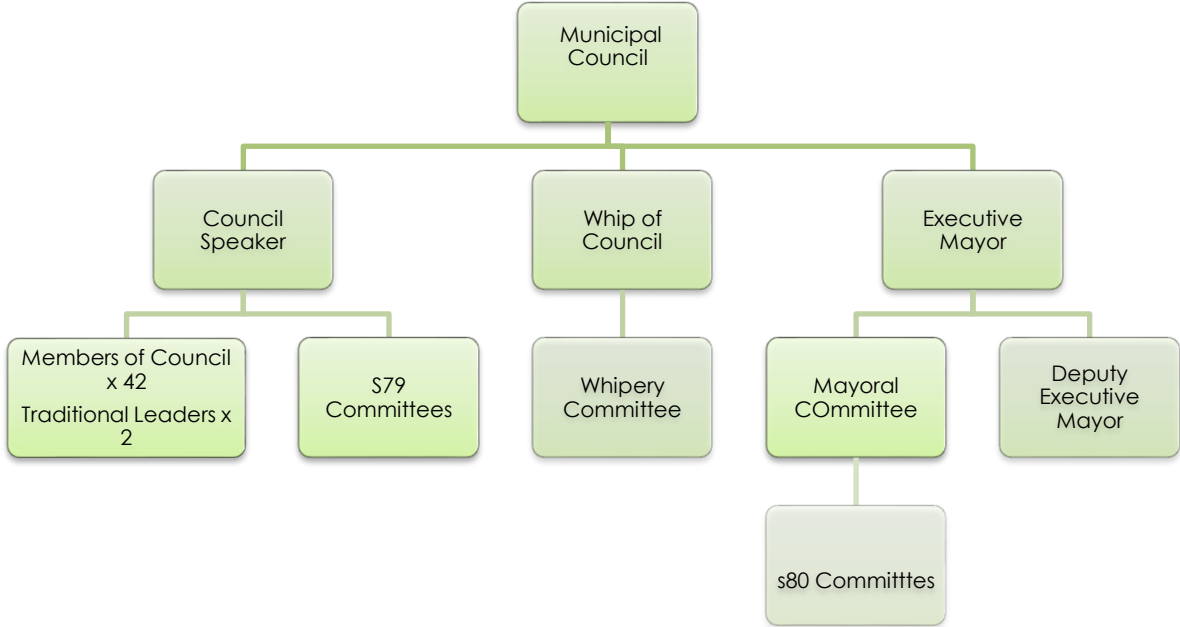 Municipal
Council
Council
Speaker
Whip of
Council
Executive
Mayor
Members of Council
x 42
Traditional Leaders x
2
S79
Committees
Whipery
Committee
Mayoral
COmmittee
Deputy
Executive
Mayor
s80 Committtes